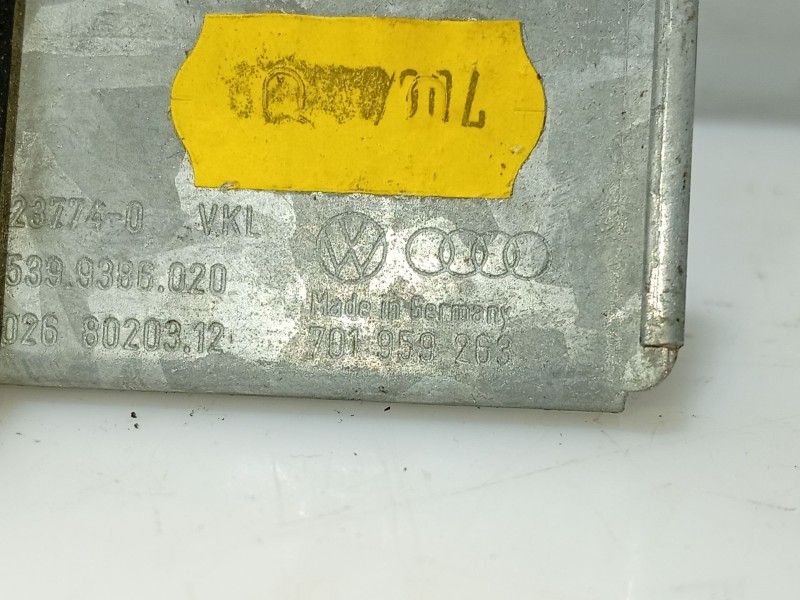 23774-0 VKL
539.9386.020
Made in Germany
026 80203.12 701 959 263